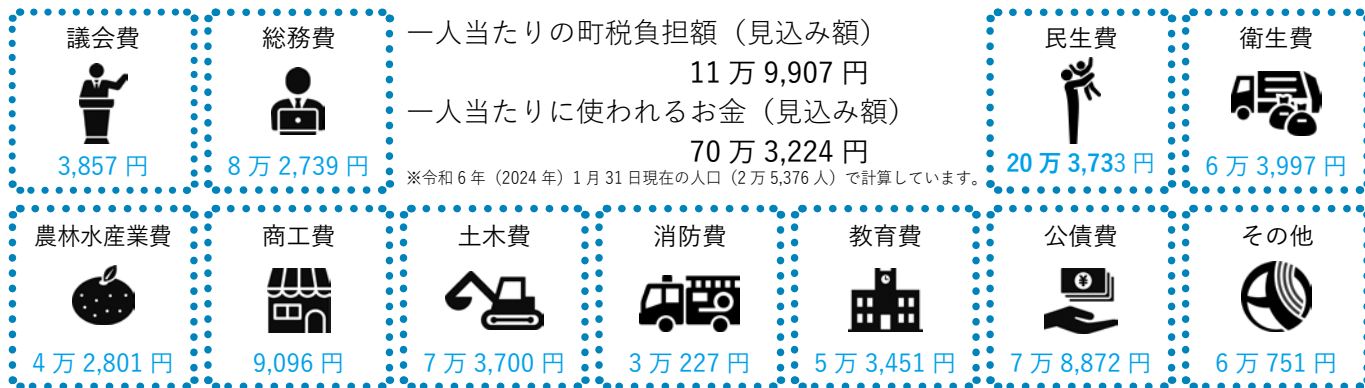 議会費
3,857 円
総務費
8 万 2,739 円
一人当たりの町税負担額（見込み額）
11 万 9,907 円
一人当たりに使われるお金（見込み額）
70 万 3,224 円
※令和 6 年（2024 年）1 月 31 日現在の人口（2 万 5,376 人）で計算しています。
民生費
20 万 3,733 円
衛生費
6 万 3,997 円
農林水産業費
4 万 2,801 円
商工費
9,096 円
土木費
7 万 3,700 円
消防費
3 万 227 円
教育費
5 万 3,451 円
公債費
¥
7 万 8,872 円
その他
6 万 751 円